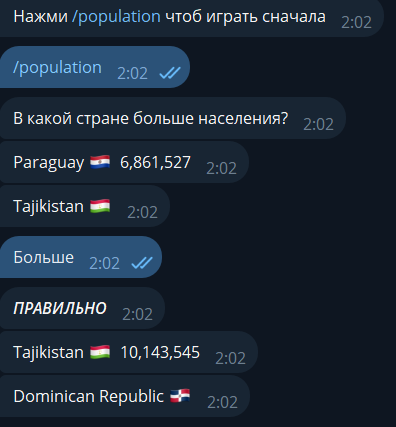 Нажми /population чтоб играть сначала 2:02
/population 2:02
В какой стране больше населения? 2:02
Paraguay 🇵🇾 6,861,527 2:02
Tajikistan 🇹🇯 2:02
Больше 2:02
ПРАВИЛЬНО 2:02
Tajikistan 🇹🇯 10,143,545 2:02
Dominican Republic 🇩🇴 2:02